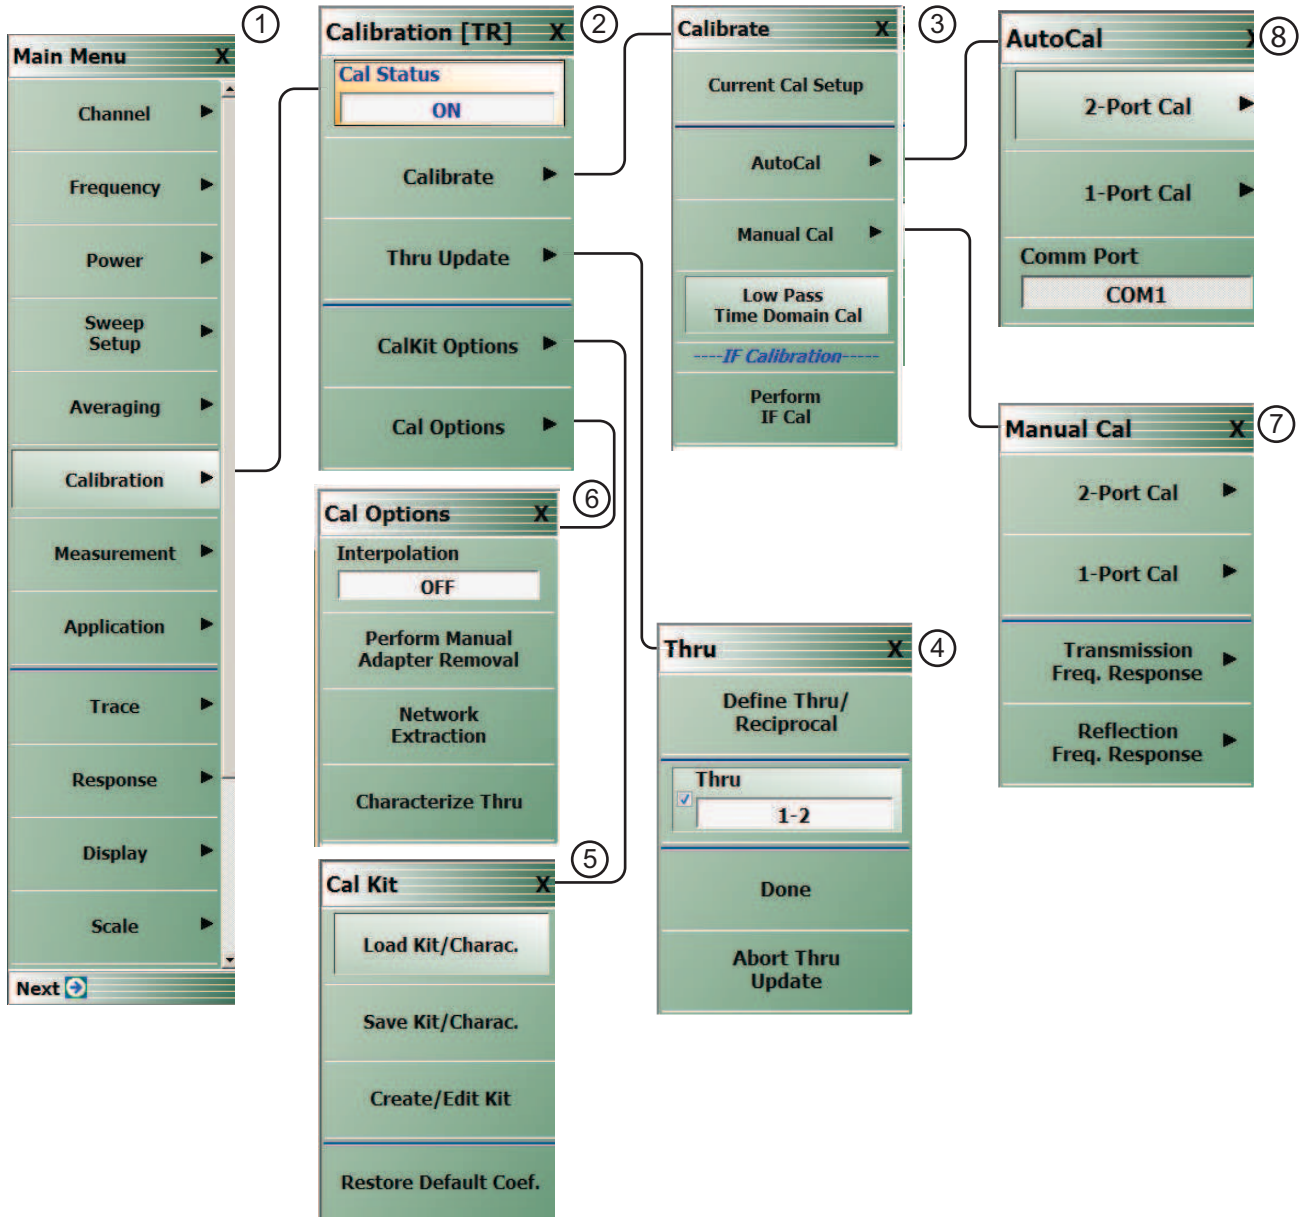 1
Main Menu X
Channel
Frequency
Power
Sweep
Setup
Averaging
Calibration
Measurement
Application
Trace
Response
Display
Scale
Next
2
Calibration [TR] X
Cal Status
ON
Calibrate
Thru Update
CalKit Options
Cal Options
3
Calibrate X
Current Cal Setup
AutoCal
Manual Cal
Low Pass
Time Domain Cal
----IF Calibration-----
Perform
IF Cal
8
AutoCal X
2-Port Cal
1-Port Cal
Comm Port
COM1
7
Manual Cal X
2-Port Cal
1-Port Cal
Transmission
Freq. Response
Reflection
Freq. Response
6
Cal Options X
Interpolation
OFF
Perform Manual
Adapter Removal
Network
Extraction
Characterize Thru
4
Thru X
Define Thru/
Reciprocal
Thru
1-2
Done
Abort Thru
Update
5
Cal Kit X
Load Kit/Charac.
Save Kit/Charac.
Create/Edit Kit
Restore Default Coef.